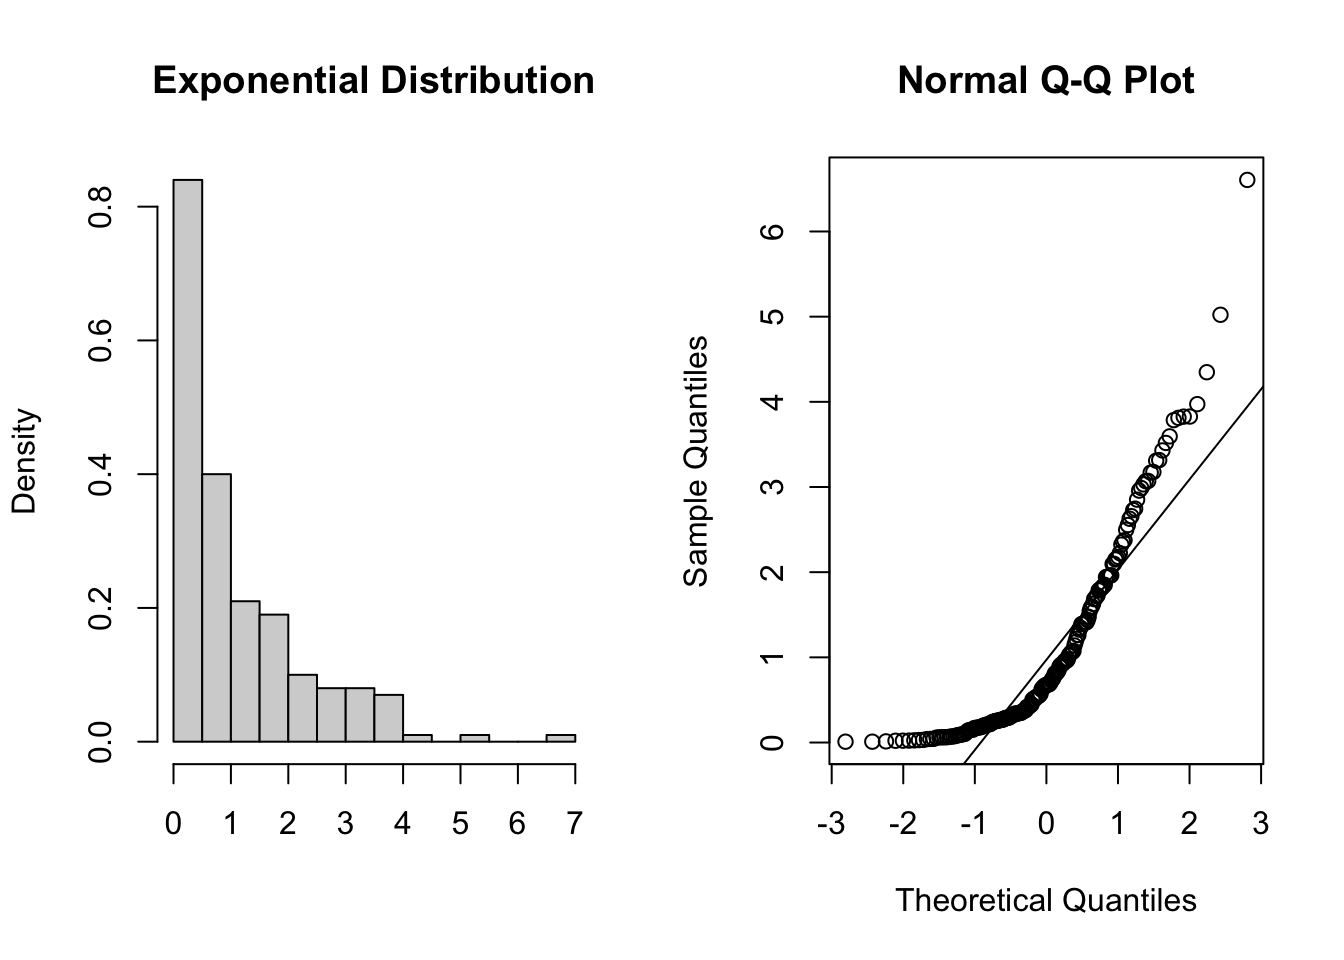 Exponential Distribution
Density
0.0 0.2 0.4 0.6 0.8
0 1 2 3 4 5 6 7
Normal Q-Q Plot
Sample Quantiles
0 1 2 3 4 5 6
-3 -2 -1 0 1 2 3
Theoretical Quantiles